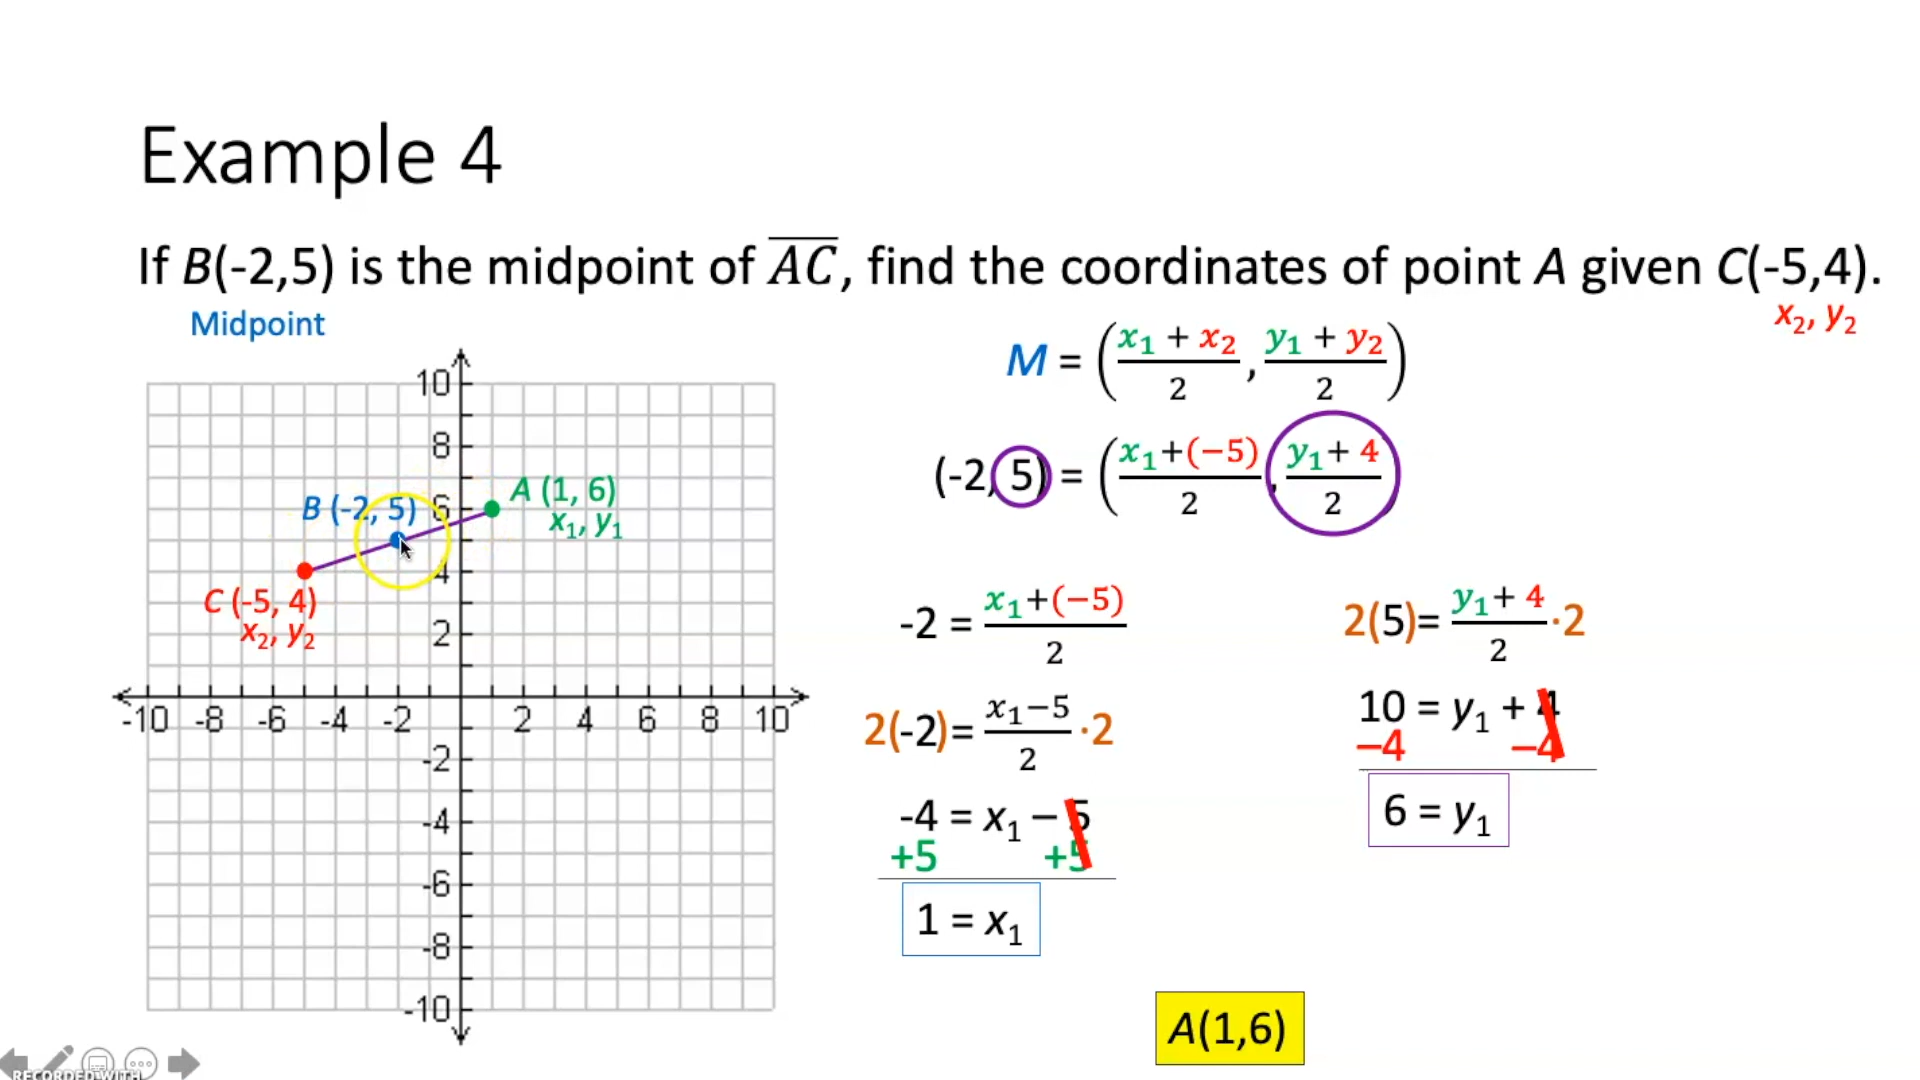 Example 4
If B(-2,5) is the midpoint of AC, find the coordinates of point A given C(-5,4).
Midpoint
x₂, y₂
M = (x₁ + x₂ / 2, y₁ + y₂ / 2)
(-2, 5) = (x₁+(−5) / 2, y₁+ 4 / 2)
10
8
6
4
2
-2
-4
-6
-8
-10
-10 -8 -6 -4 -2 2 4 6 8 10
A (1, 6)
x₁, y₁
B (-2, 5)
C (-5, 4)
x₂, y₂
-2 = x₁+(−5) / 2
2(-2)= x₁−5 / 2 ·2
-4 = x₁ − 5
+5 +5
1 = x₁
2(5)= y₁+ 4 / 2 ·2
10 = y₁ + 4
−4 −4
6 = y₁
A(1,6)
RECORDED WITH